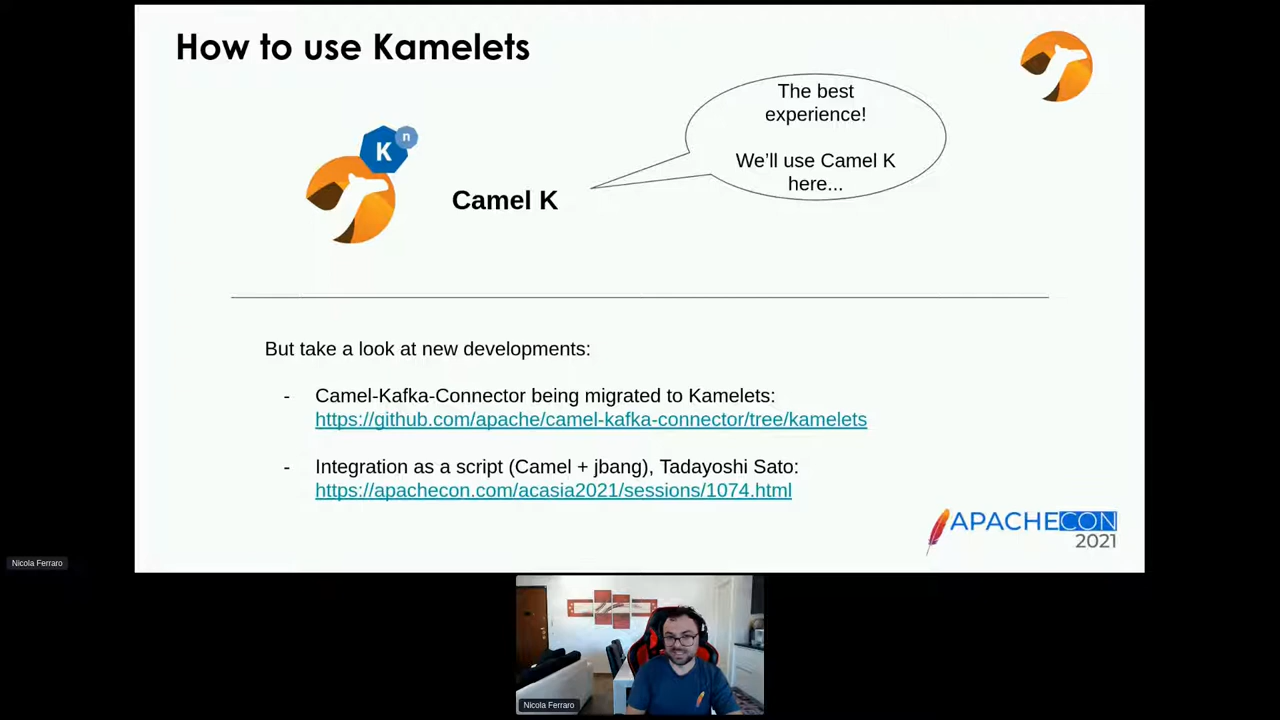 How to use Kamelets
The best
experience!
We'll use Camel K
here...
K
n
Camel K
But take a look at new developments:
- Camel-Kafka-Connector being migrated to Kamelets:
https://github.com/apache/camel-kafka-connector/tree/kamelets
- Integration as a script (Camel + jbang), Tadayoshi Sato:
https://apachecon.com/acasia2021/sessions/1074.html
APACHECON
2021
Nicola Ferraro
Nicola Ferraro